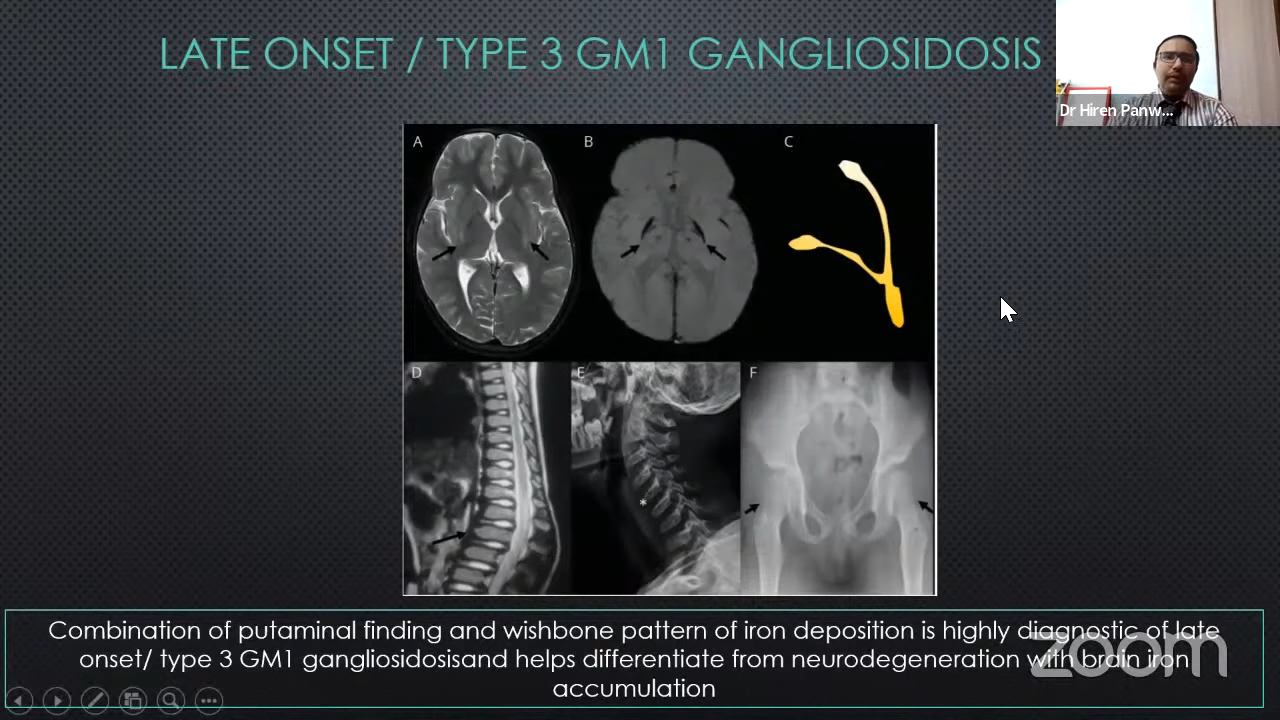 LATE ONSET / TYPE 3 GM1 GANGLIOSIDOSIS
Dr Hiren Panw...
A
B
C
D
E
F
*
Combination of putaminal finding and wishbone pattern of iron deposition is highly diagnostic of late
onset/ type 3 GM1 gangliosidosisand helps differentiate from neurodegeneration with brain iron
accumulation
zoom